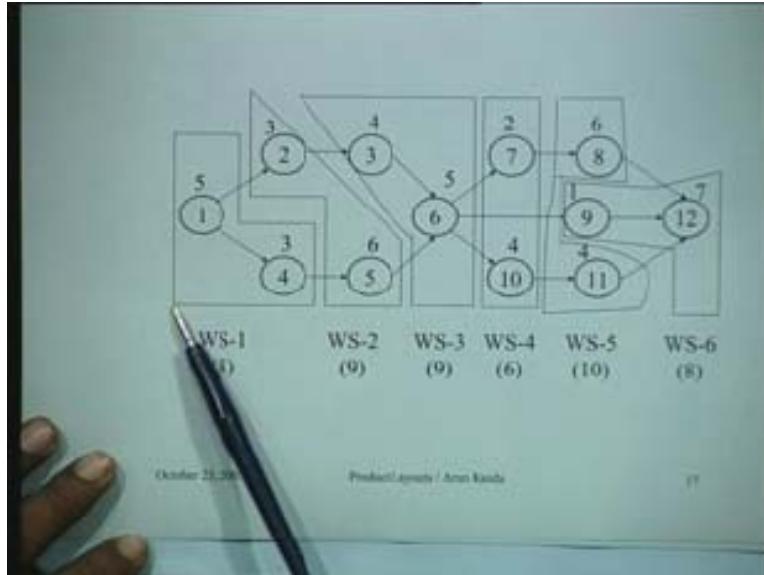 3 4 2 6
2 3 7 8
5 5 1 7
1 6 9 12
3 6 4 4
4 5 10 11
WS-1 WS-2 WS-3 WS-4 WS-5 WS-6
(9) (9) (6) (10) (8)
October
Product Layouts / Arun Kanda
17